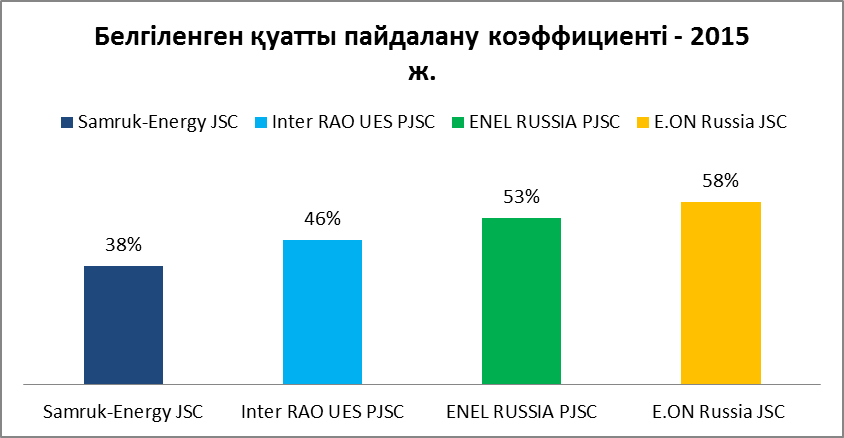 Белгіленген қуатты пайдалану коэффициенті - 2015
ж.
Samruk-Energy JSC Inter RAO UES PJSC ENEL RUSSIA PJSC E.ON Russia JSC
38% 46% 53% 58%
Samruk-Energy JSC Inter RAO UES PJSC ENEL RUSSIA PJSC E.ON Russia JSC